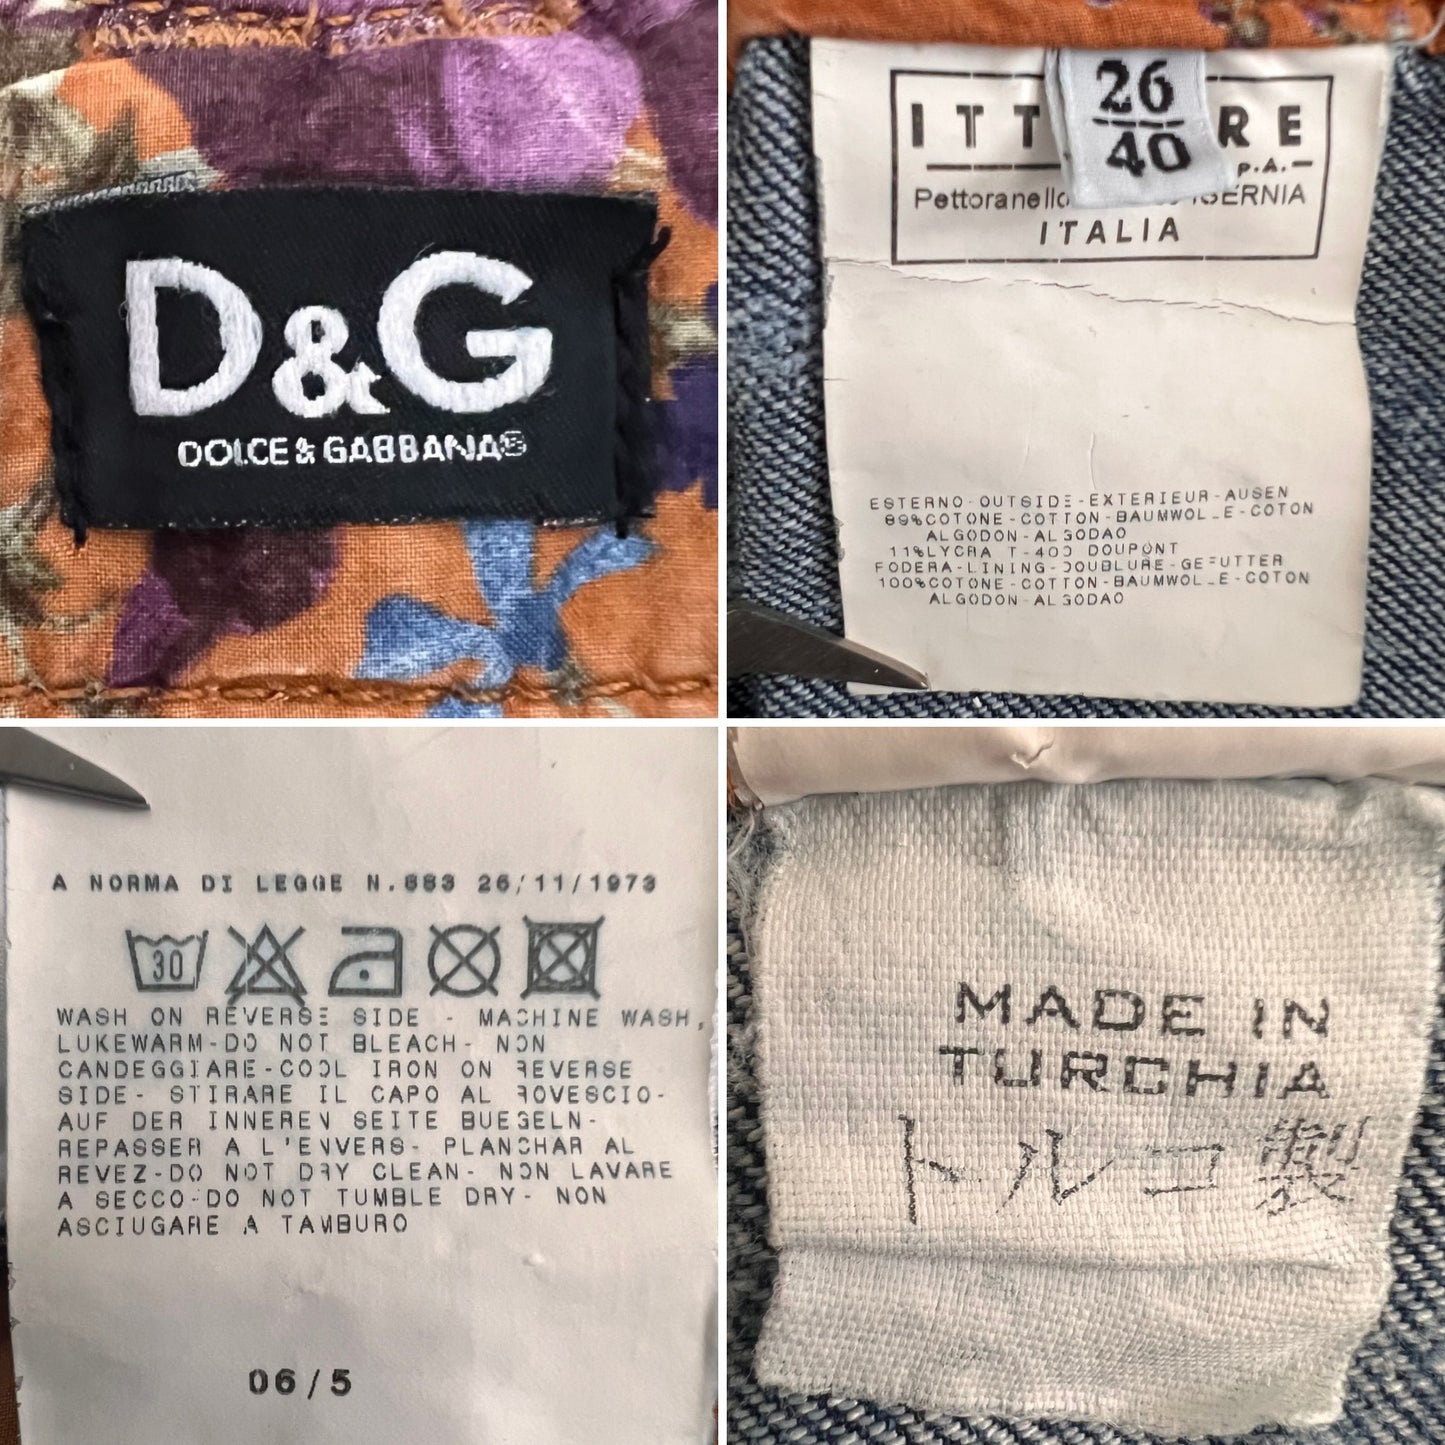 D&G
DOLCE & GABBANA®
26
40
ITT RE
P.A.
Pettoranello ISERNIA
ITALIA
ESTERNO-OUTSIDE-EXTERIEUR-AUSEN
89%COTONE-COTTON-BAUMWOLLE-COTON
ALGODON-ALGODAO
11%LYCRA T-400 DOUPONT
FODERA-LINING-DOUBLURE-GEFUTTER
100%COTONE-COTTON-BAUMWOLLE-COTON
ALGODON-ALGODAO
A NORMA DI LEGGE N.883 26/11/1973
30
WASH ON REVERSE SIDE - MACHINE WASH,
LUKEWARM-DO NOT BLEACH- NON
CANDEGGIARE-COOL IRON ON REVERSE
SIDE- STIRARE IL CAPO AL ROVESCIO-
AUF DER INNEREN SEITE BUEGELN-
REPASSER A L'ENVERS- PLANCHAR AL
REVEZ-DO NOT DRY CLEAN- NON LAVARE
A SECCO-DO NOT TUMBLE DRY- NON
ASCIUGARE A TAMBURO
06/5
MADE IN
TURCHIA
トルコ製